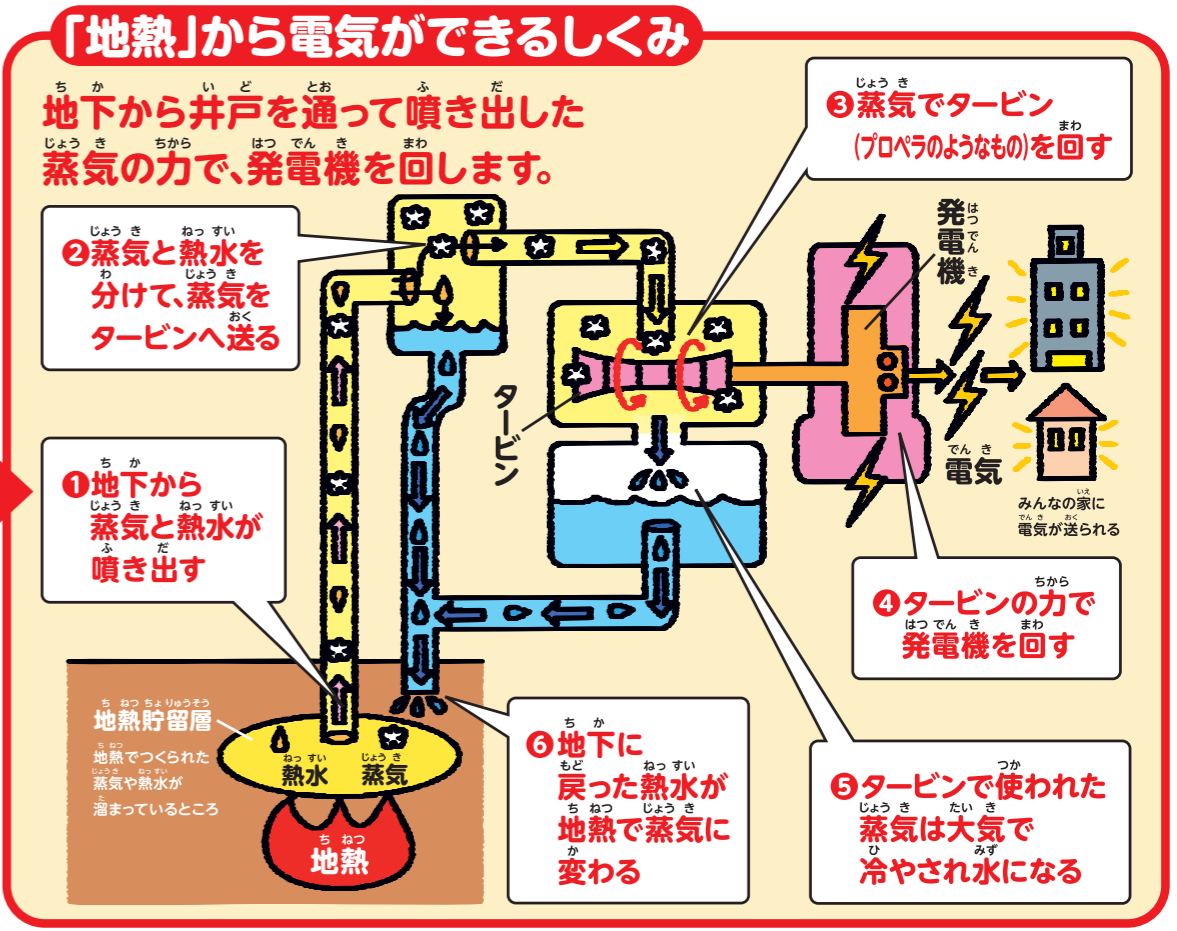 「地熱」から電気ができるしくみ
地下から井戸を通って噴き出した
蒸気の力で、発電機を回します。
❶地下から
蒸気と熱水が
噴き出す
❷蒸気と熱水を
分けて、蒸気を
タービンへ送る
❸蒸気でタービン
(プロペラのようなもの)を回す
タービン
発電機
電気
みんなの家に
電気が送られる
❹タービンの力で
発電機を回す
❺タービンで使われた
蒸気は大気で
冷やされ水になる
❻地下に
戻った熱水が
地熱で蒸気に
変わる
地熱貯留層
地熱でつくられた
蒸気や熱水が
溜まっているところ
熱水 蒸気
地熱